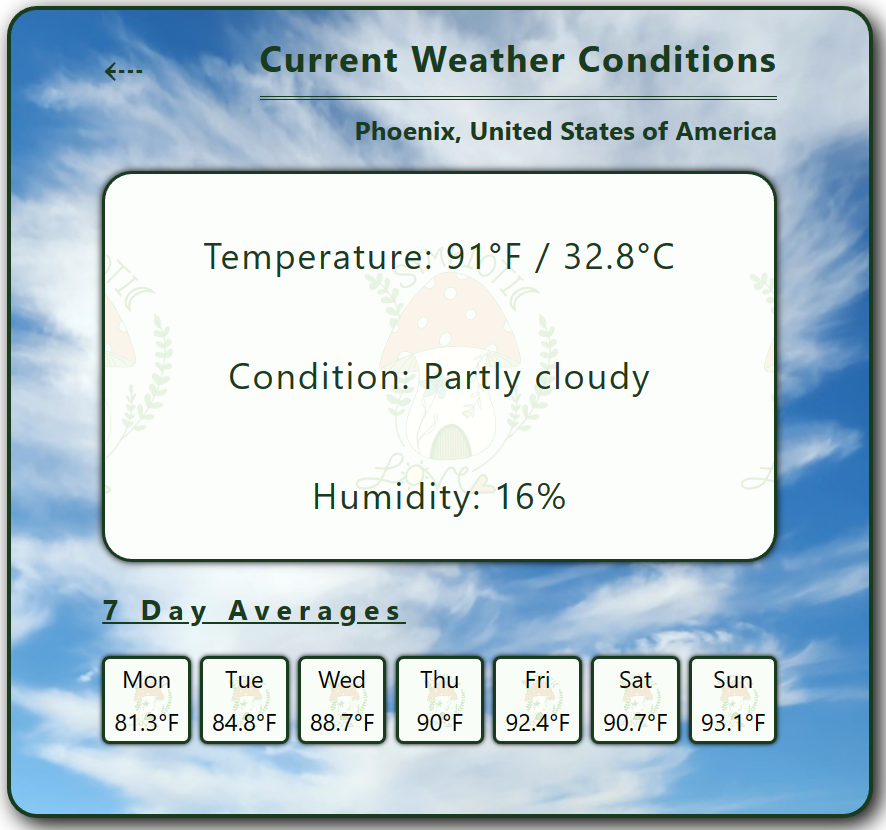 Current Weather Conditions
Phoenix, United States of America
Temperature: 91°F / 32.8°C
Condition: Partly cloudy
Humidity: 16%
7 Day Averages
Mon Tue Wed Thu Fri Sat Sun
81.3°F 84.8°F 88.7°F 90°F 92.4°F 90.7°F 93.1°F